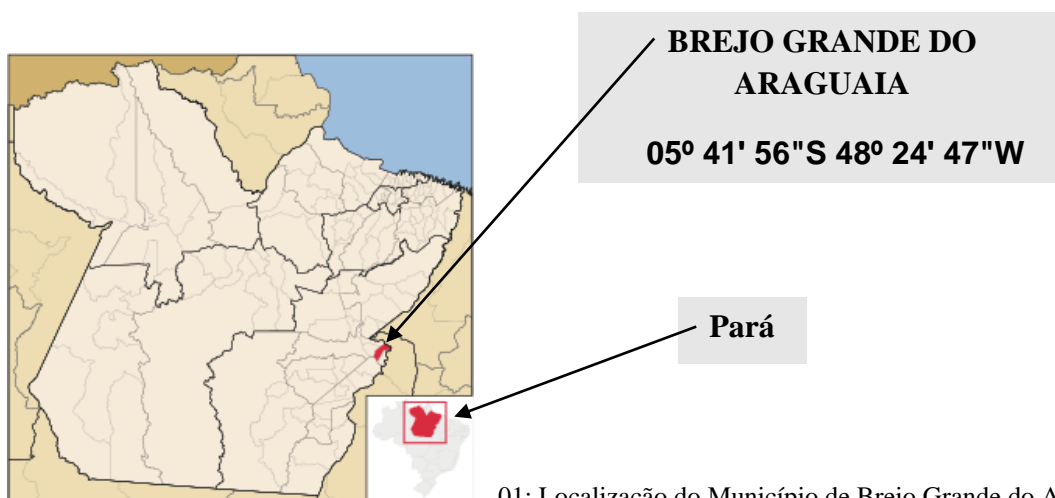 BREJO GRANDE DO
ARAGUAIA
05º 41' 56"S 48º 24' 47"W
Pará
01: Localização do Município de Brejo Grande do A